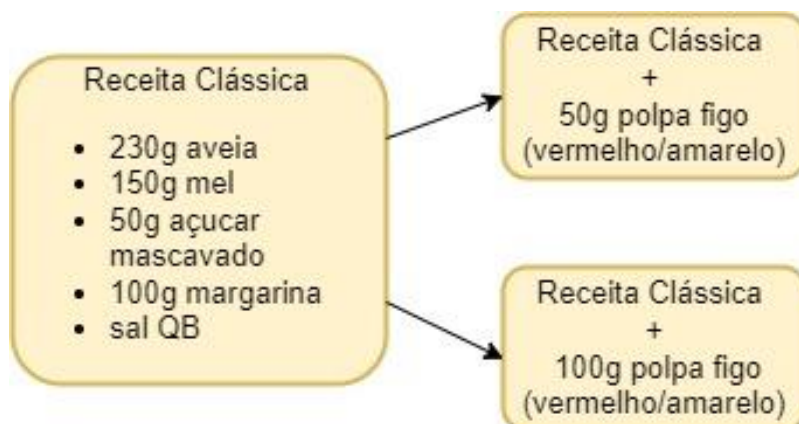 Receita Clássica
• 230g aveia
• 150g mel
• 50g açucar
mascavado
• 100g margarina
• sal QB
Receita Clássica
+
50g polpa figo
(vermelho/amarelo)
Receita Clássica
+
100g polpa figo
(vermelho/amarelo)